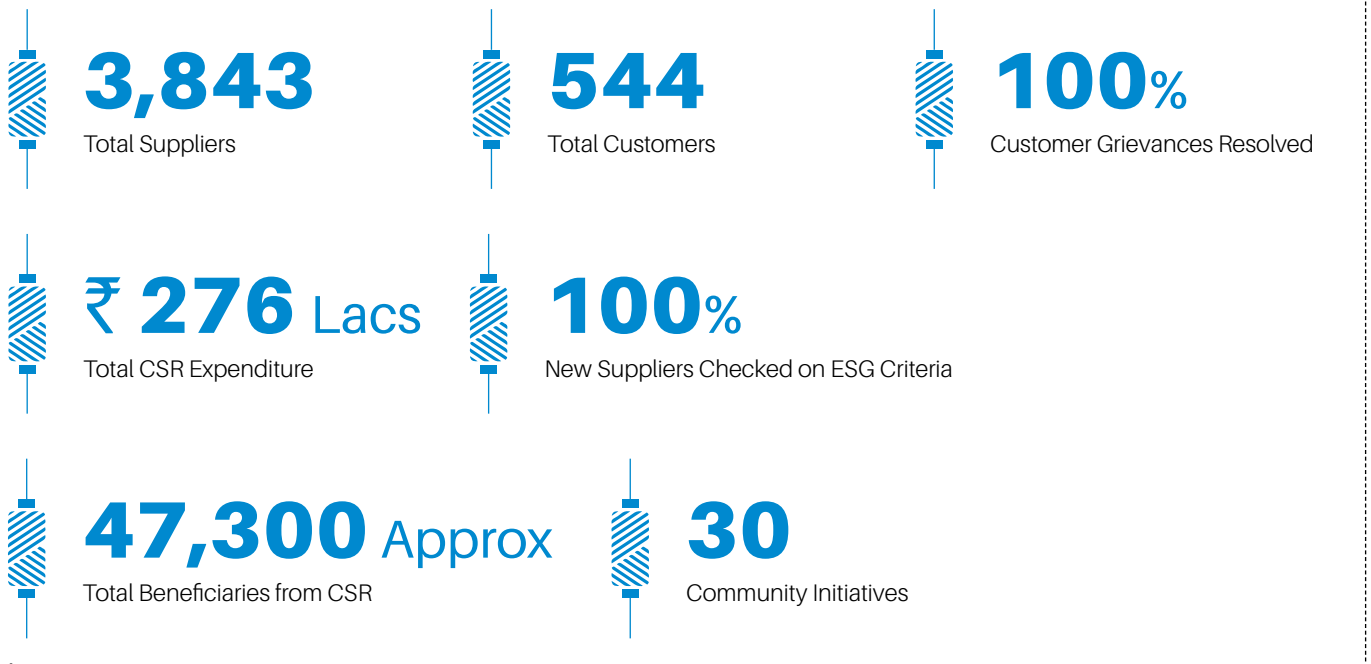 3,843
Total Suppliers
544
Total Customers
100%
Customer Grievances Resolved
₹ 276 Lacs
Total CSR Expenditure
100%
New Suppliers Checked on ESG Criteria
47,300 Approx
Total Beneficiaries from CSR
30
Community Initiatives